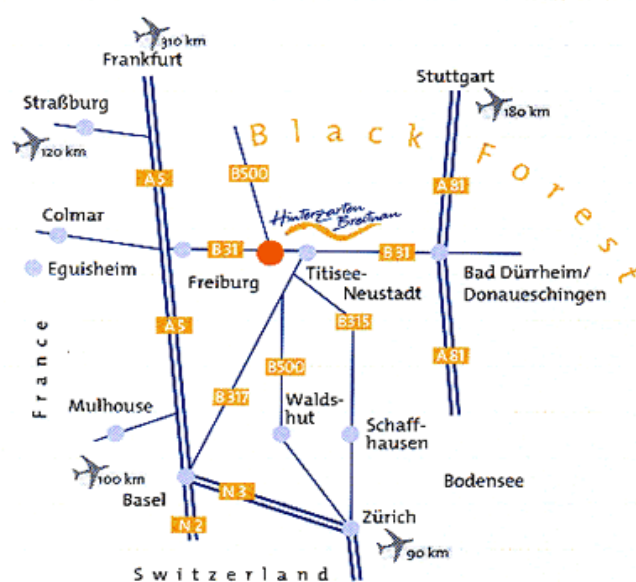 310 km
Frankfurt
Stuttgart
180 km
Straßburg
120 km
Black Forest
B500
A5
A81
Hinterzarten
Breitnau
Colmar
B31
B31
Eguisheim
Freiburg
Titisee-
Neustadt
Bad Dürrheim/
Donaueschingen
A5
B315
A81
France
B500
B317
Mulhouse
Walds-
hut
Schaff-
hausen
100 km
Basel
N3
Bodensee
N2
Zürich
90 km
Switzerland